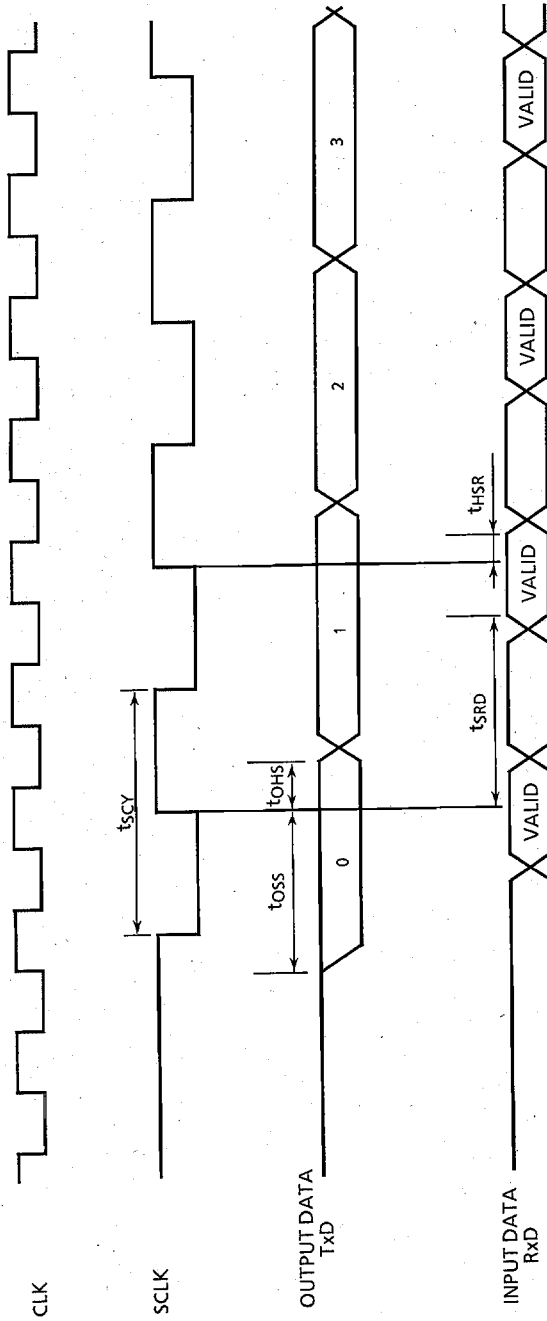 CLK
SCLK
tSCY
OUTPUT DATA
TxD
tOSS
tOHS
0
1
2
3
INPUT DATA
RxD
tSRD
tHSR
VALID
VALID
VALID
VALID